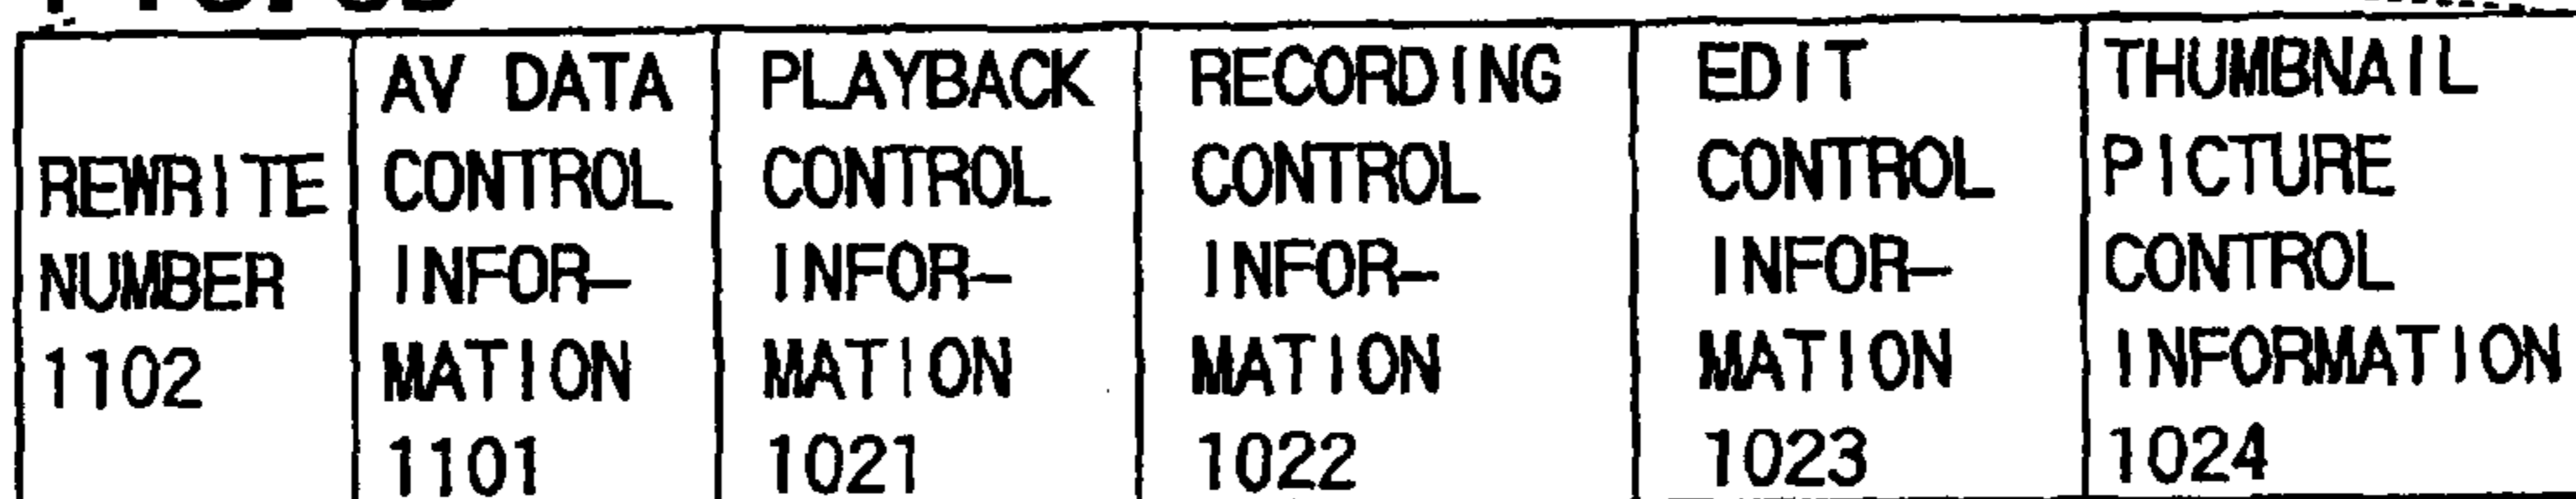 REWRITE
NUMBER
1102
AV DATA
CONTROL
INFOR-
MATION
1101
PLAYBACK
CONTROL
INFOR-
MATION
1021
RECORDING
CONTROL
INFOR-
MATION
1022
EDIT
CONTROL
INFOR-
MATION
1023
THUMBNAIL
PICTURE
CONTROL
INFORMATION
1024